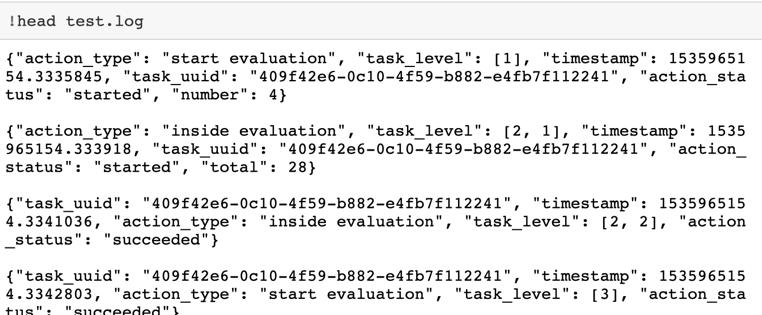 !head test.log
{"action_type": "start evaluation", "task_level": [1], "timestamp": 15359651
54.3335845, "task_uuid": "409f42e6-0c10-4f59-b882-e4fb7f112241", "action_sta
tus": "started", "number": 4}
{"action_type": "inside evaluation", "task_level": [2, 1], "timestamp": 1535
965154.333918, "task_uuid": "409f42e6-0c10-4f59-b882-e4fb7f112241", "action_
status": "started", "total": 28}
{"task_uuid": "409f42e6-0c10-4f59-b882-e4fb7f112241", "timestamp": 153596515
4.3341036, "action_type": "inside evaluation", "task_level": [2, 2], "action
_status": "succeeded"}
{"task_uuid": "409f42e6-0c10-4f59-b882-e4fb7f112241", "timestamp": 153596515
4.3342803, "action_type": "start evaluation", "task_level": [3], "action_sta
tus": "succeeded"}